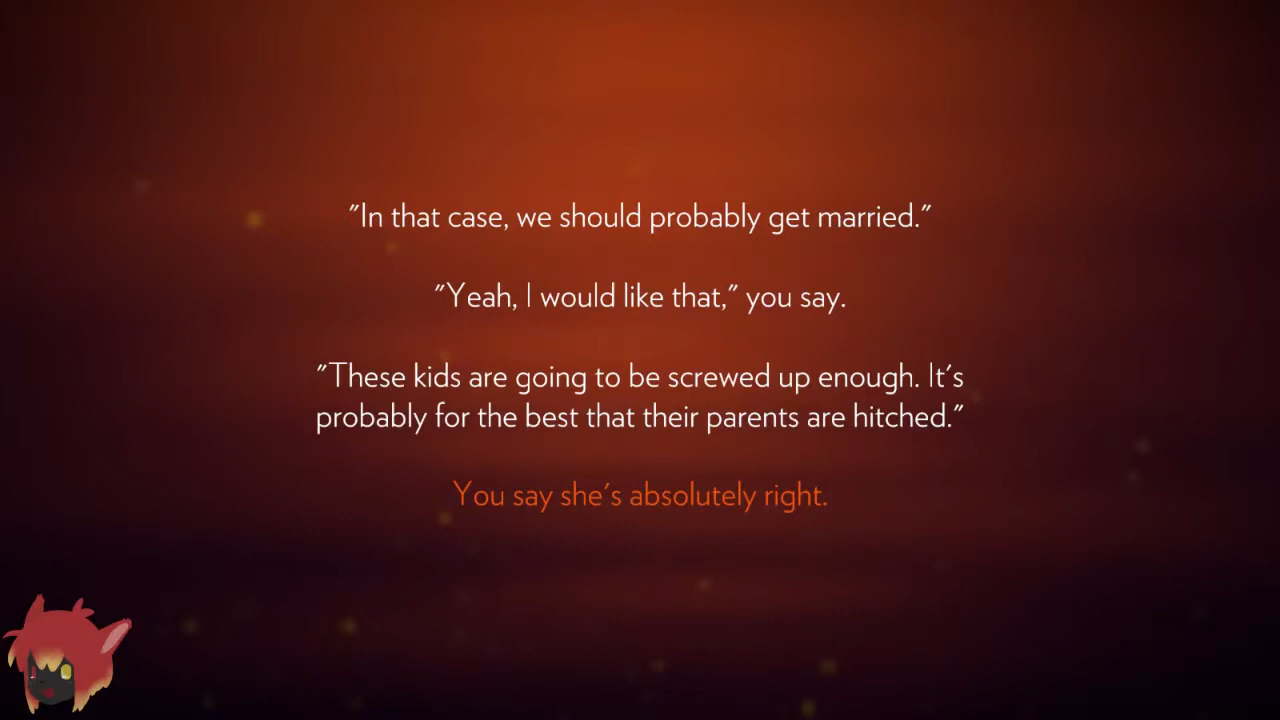 "In that case, we should probably get married."
"Yeah, I would like that," you say.
"These kids are going to be screwed up enough. It's
probably for the best that their parents are hitched."
You say she's absolutely right.